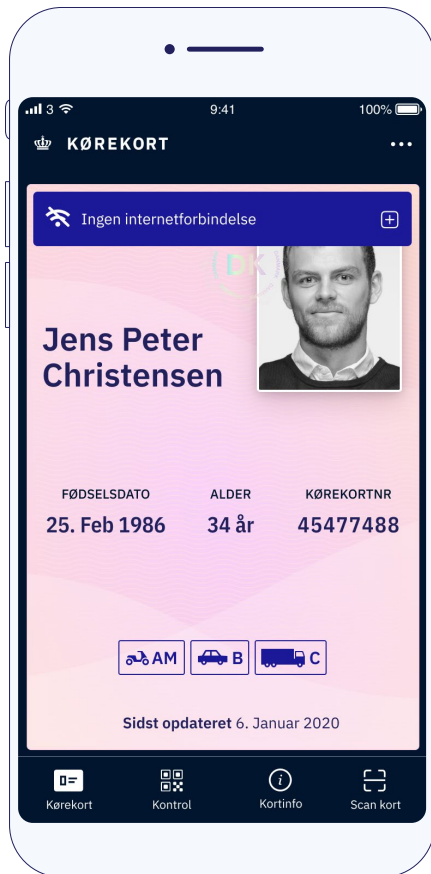 3
9:41
100%
KØREKORT
Ingen internetforbindelse
DK
Jens Peter
Christensen
FØDSELSDATO ALDER KØREKORTNR
25. Feb 1986 34 år 45477488
AM B C
Sidst opdateret 6. Januar 2020
Kørekort Kontrol Kortinfo Scan kort